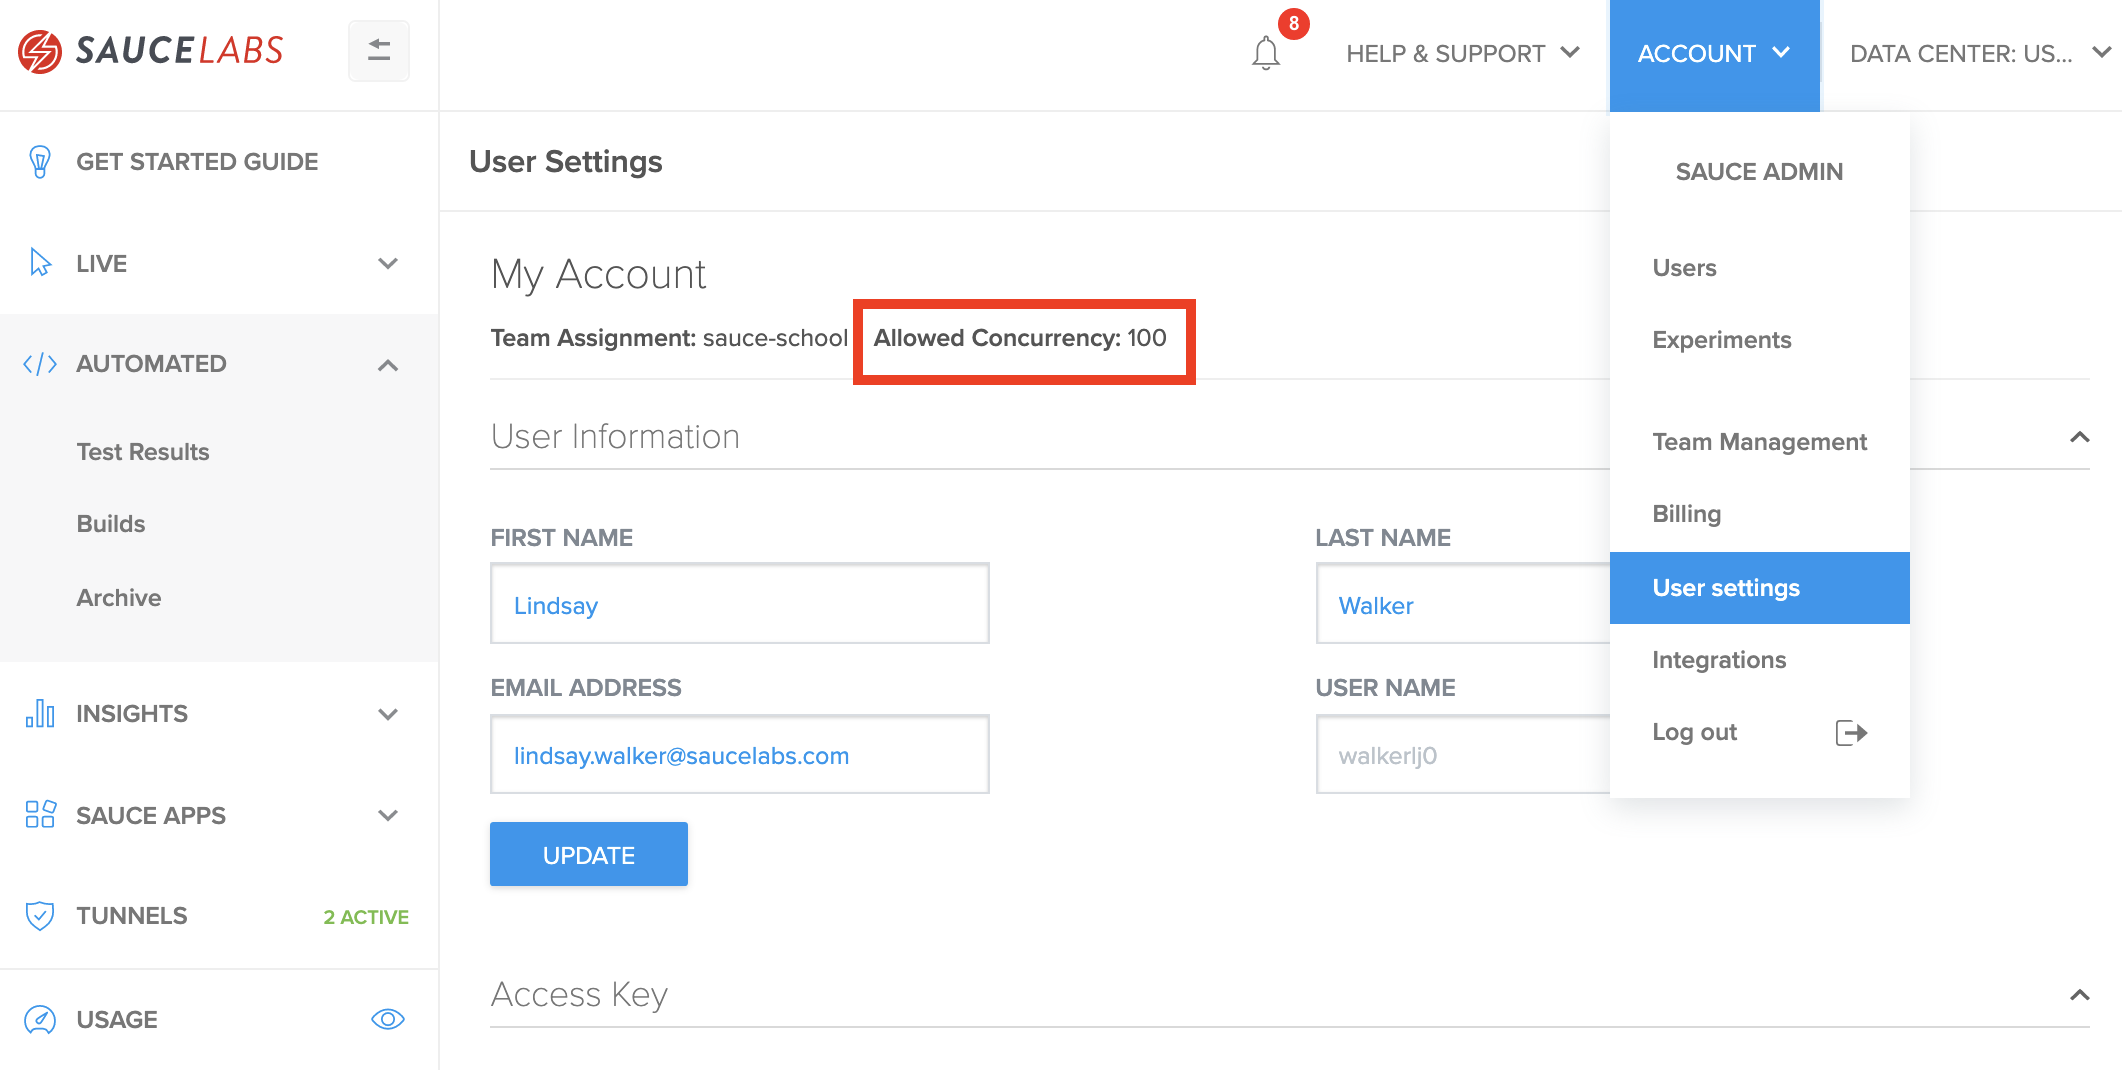 SAUCELABS
8
HELP & SUPPORT
ACCOUNT
DATA CENTER: US...
GET STARTED GUIDE
LIVE
AUTOMATED
Test Results
Builds
Archive
INSIGHTS
SAUCE APPS
TUNNELS 2 ACTIVE
USAGE
User Settings
My Account
Team Assignment: sauce-school Allowed Concurrency: 100
User Information
FIRST NAME
Lindsay
LAST NAME
Walker
EMAIL ADDRESS
lindsay.walker@saucelabs.com
USER NAME
walkerlj0
UPDATE
Access Key
SAUCE ADMIN
Users
Experiments
Team Management
Billing
User settings
Integrations
Log out